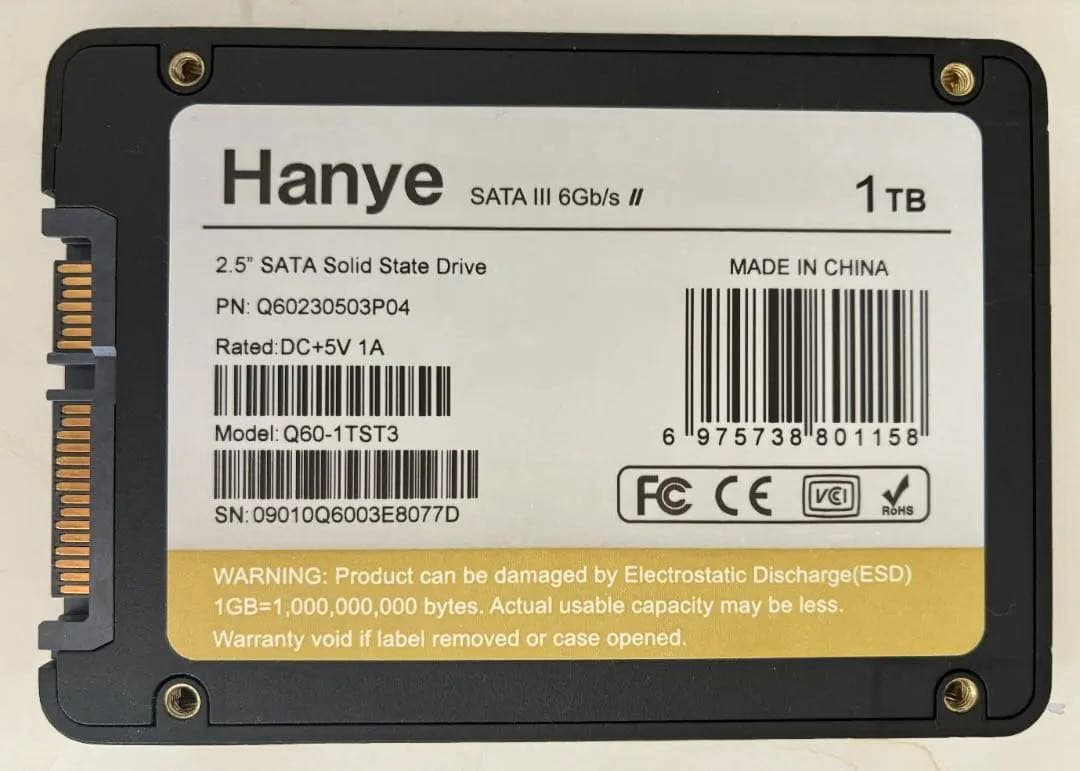 Hanye SATA III 6Gb/s // 1TB
2.5” SATA Solid State Drive
PN: Q60230503P04
Rated:DC+5V 1A
Model: Q60-1TST3
SN: 09010Q6003E8077D
MADE IN CHINA
6 975738 801158
FC CE VCCI RoHS
WARNING: Product can be damaged by Electrostatic Discharge(ESD)
1GB=1,000,000,000 bytes. Actual usable capacity may be less.
Warranty void if label removed or case opened.